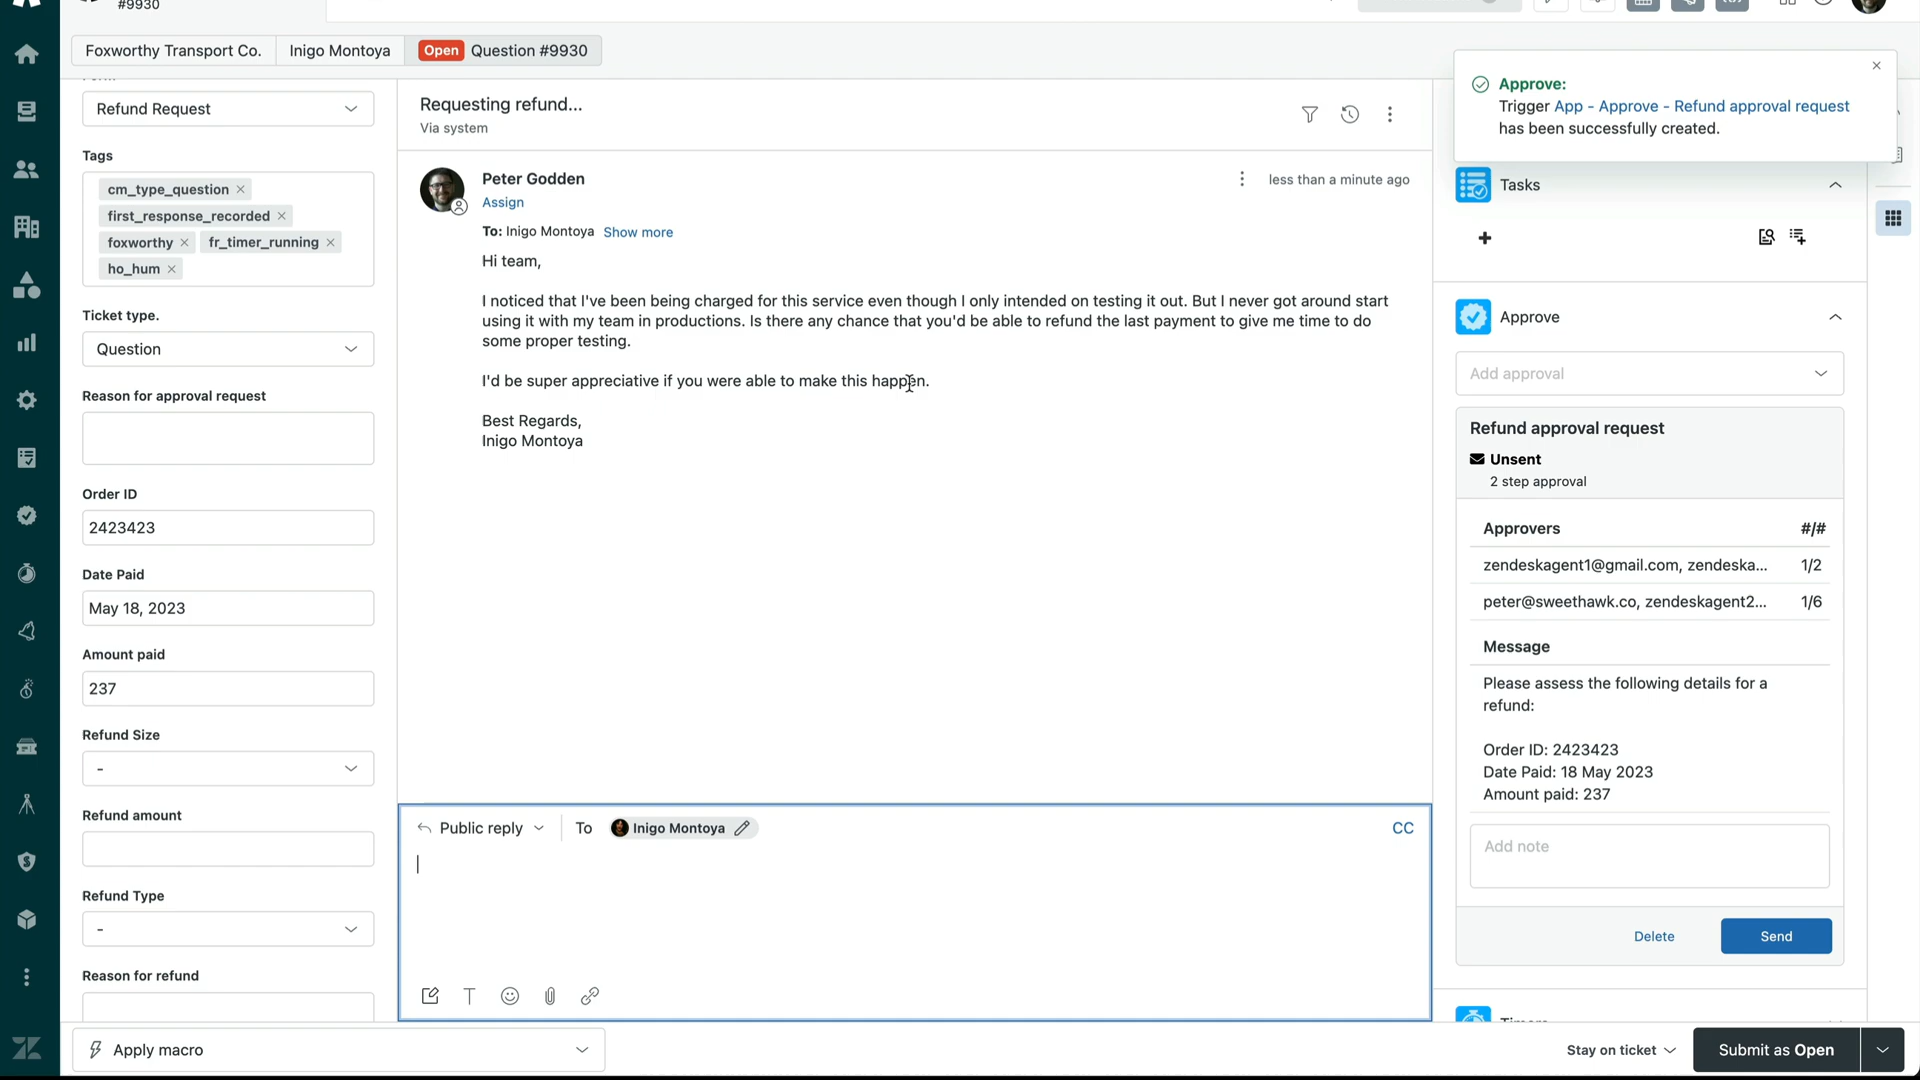 #9930
Foxworthy Transport Co.
Inigo Montoya
Open Question #9930
Refund Request
Tags
cm_type_question ×
first_response_recorded ×
foxworthy × fr_timer_running ×
ho_hum ×
Ticket type.
Question
Reason for approval request
Order ID
2423423
Date Paid
May 18, 2023
Amount paid
237
Refund Size
-
Refund amount
Refund Type
-
Reason for refund
Apply macro
Requesting refund...
Via system
Peter Godden
less than a minute ago
Assign
To: Inigo Montoya Show more
Hi team,
I noticed that I've been being charged for this service even though I only intended on testing it out. But I never got around start
using it with my team in productions. Is there any chance that you'd be able to refund the last payment to give me time to do
some proper testing.
I'd be super appreciative if you were able to make this happen.
Best Regards,
Inigo Montoya
Public reply To Inigo Montoya CC
Approve:
Trigger App - Approve - Refund approval request
has been successfully created.
Tasks
Approve
Add approval
Refund approval request
Unsent
2 step approval
Approvers #/#
zendeskagent1@gmail.com, zendeska... 1/2
peter@sweethawk.co, zendeskagent2... 1/6
Message
Please assess the following details for a
refund:
Order ID: 2423423
Date Paid: 18 May 2023
Amount paid: 237
Add note
Delete Send
Stay on ticket
Submit as Open